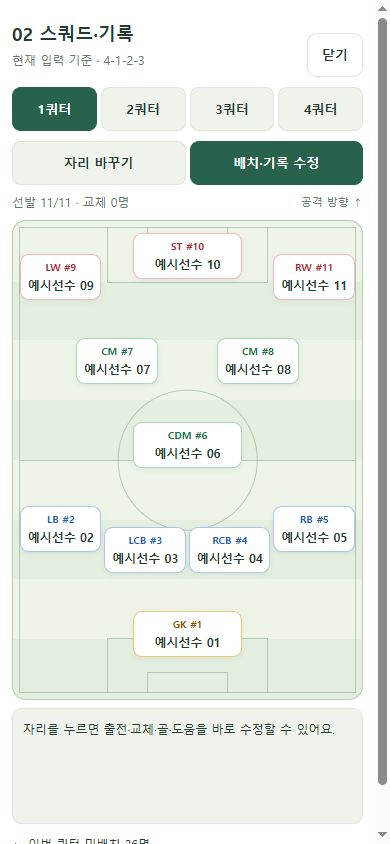 02 스쿼드·기록
현재 입력 기준 · 4-1-2-3
닫기
1쿼터 2쿼터 3쿼터 4쿼터
자리 바꾸기 배치·기록 수정
선발 11/11 · 교체 0명 공격 방향 ↑
ST #10
예시선수 10
LW #9
예시선수 09
RW #11
예시선수 11
CM #7
예시선수 07
CM #8
예시선수 08
CDM #6
예시선수 06
LB #2
예시선수 02
RB #5
예시선수 05
LCB #3
예시선수 03
RCB #4
예시선수 04
GK #1
예시선수 01
자리를 누르면 출전·교체·골·도움을 바로 수정할 수 있어요.